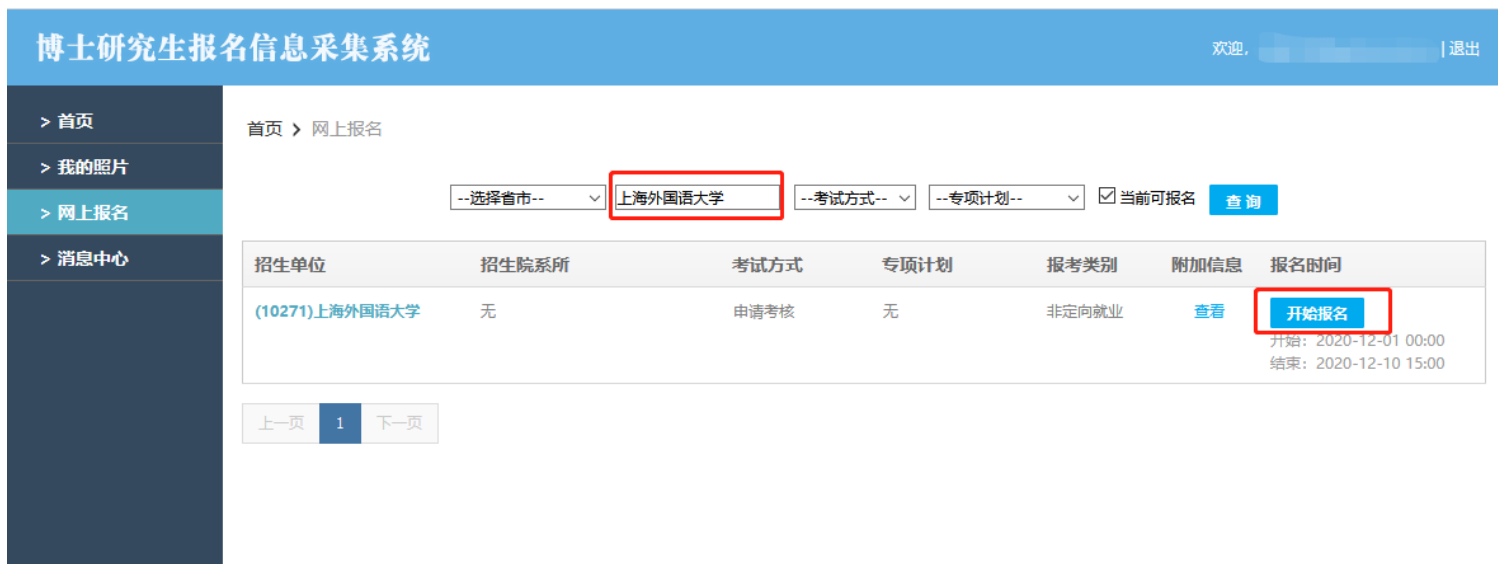 博士研究生报名信息采集系统
欢迎, | 退出
> 首页
> 我的照片
> 网上报名
> 消息中心
首页 > 网上报名
--选择省市-- 上海外国语大学 --考试方式-- --专项计划-- 当前可报名 查询
招生单位 招生院系所 考试方式 专项计划 报考类别 附加信息 报名时间
(10271)上海外国语大学 无 申请考核 无 非定向就业 查看 开始报名
开始：2020-12-01 00:00
结束：2020-12-10 15:00
上一页 1 下一页